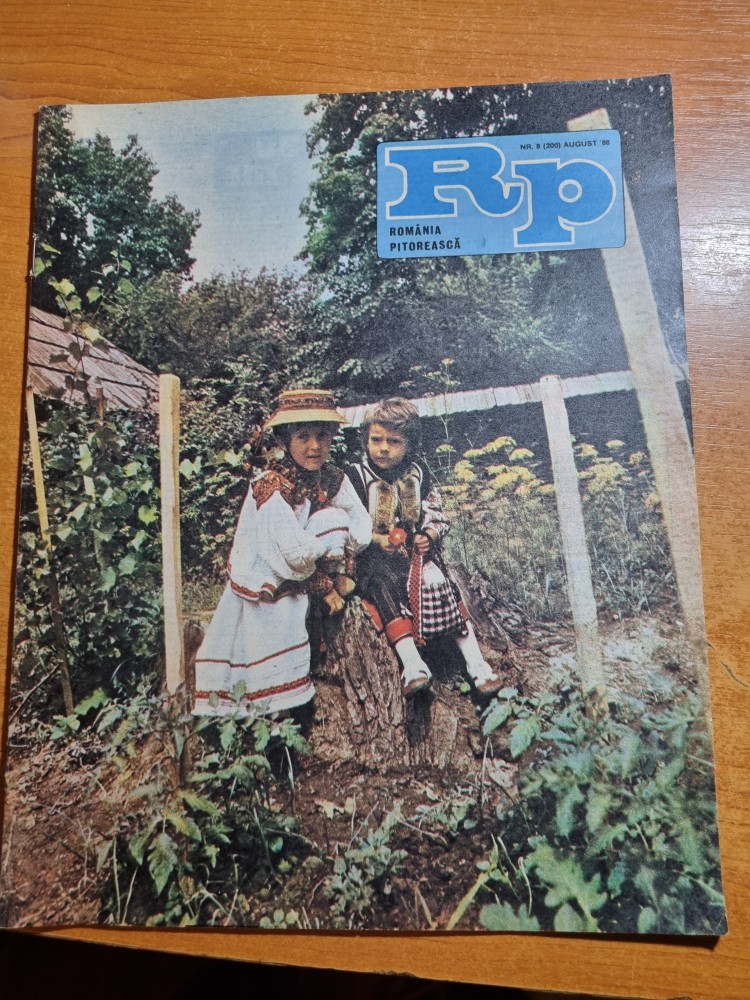 NR. 8 (200) AUGUST '88
Rp
ROMÂNIA
PITOREASCĂ